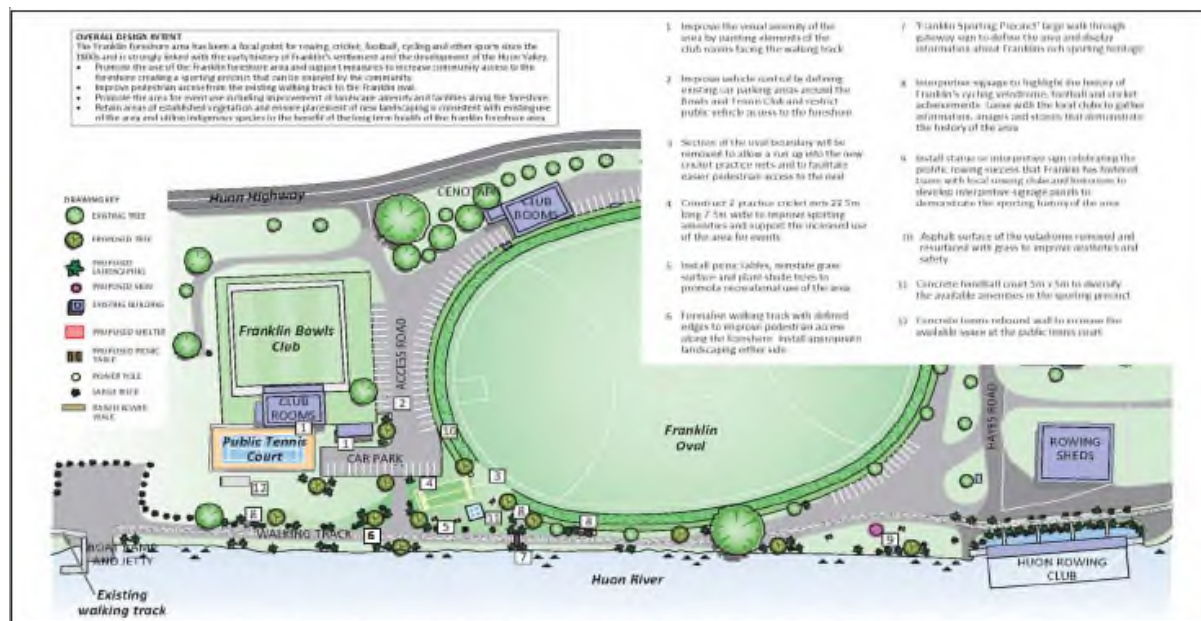 OVERALL DESIGN INTENT
The Franklin foreshore area has been a focal point for rowing, cricket, football, cycling and other sports since the
1800s and is strongly linked with the early history of Franklin's settlement and the development of the Huon Valley.
Promote the use of the Franklin foreshore area and support measures to increase community access to the
foreshore creating a sporting precinct that can be enjoyed by the community.
Improve pedestrian access from the existing walking track to the Franklin oval.
Promote the area for event use including improvement of landscape amenity and facilities along the foreshore.
Retain areas of established vegetation and ensure placement of new landscaping is consistent with existing use
of the area and utilise indigenous species to the benefit of the long term health of the Franklin foreshore area
1 Improve the visual amenity of the
area by painting elements of the
club rooms facing the walking track
2 Improve vehicle control by defining
existing car parking areas around the
Bowls and Tennis Club and restrict
public vehicle access to the foreshore
3 Section of the oval boundary will be
removed to allow a run up into the new
cricket practice nets and to facilitate
easier pedestrian access to the oval
4 Construct 2 practice cricket nets 22.5m
long 7.5m wide to improve sporting
amenities and support the increased use
of the area for events
5 Install picnic tables, reinstate grass
surface and plant shade trees to
promote recreational use of the area
6 Formalise walking track with defined
edges to improve pedestrian access
along the foreshore. Install appropriate
landscaping either side
7 'Franklin Sporting Precinct' large walk through
gateway sign to define the area and display
information about Franklins rich sporting heritage
8 Interpretive signage to highlight the history of
Franklin's cycling velodrome, football and cricket
achievements. Liaise with the local clubs to gather
information, images and stories that demonstrate
the history of the area
9 Install statue or interpretive sign celebrating the
prolific rowing success that Franklin has fostered
Liaise with local rowing clubs and historians to
develop interpretive signage panels to
demonstrate the sporting history of the area
10 Asphalt surface of the velodrome removed and
resurfaced with grass to improve aesthetics and
safety
11 Concrete handball court 5m x 5m to diversify
the available amenities in the sporting precinct
12 Concrete tennis rebound wall to increase the
available space at the public tennis court
DRAWING KEY
EXISTING TREE
PROPOSED TREE
PROPOSED
LANDSCAPING
PROPOSED SIGN
EXISTING BUILDING
PROPOSED SHELTER
PROPOSED PICNIC
TABLE
POWER POLE
LARGE ROCK
RAISED BOARD
WALK
Huon Highway
CENOTAPH
CLUB
ROOMS
Franklin Bowls
Club
ACCESS ROAD
2
CLUB
ROOMS
1
1
Public Tennis
Court
CAR PARK
10
Franklin
Oval
HAYES ROAD
ROWING
SHEDS
12
4
3
11
8
5
8
8
WALKING TRACK
6
7
9
BOAT RAMP
AND JETTY
Existing
walking track
Huon River
HUON ROWING
CLUB